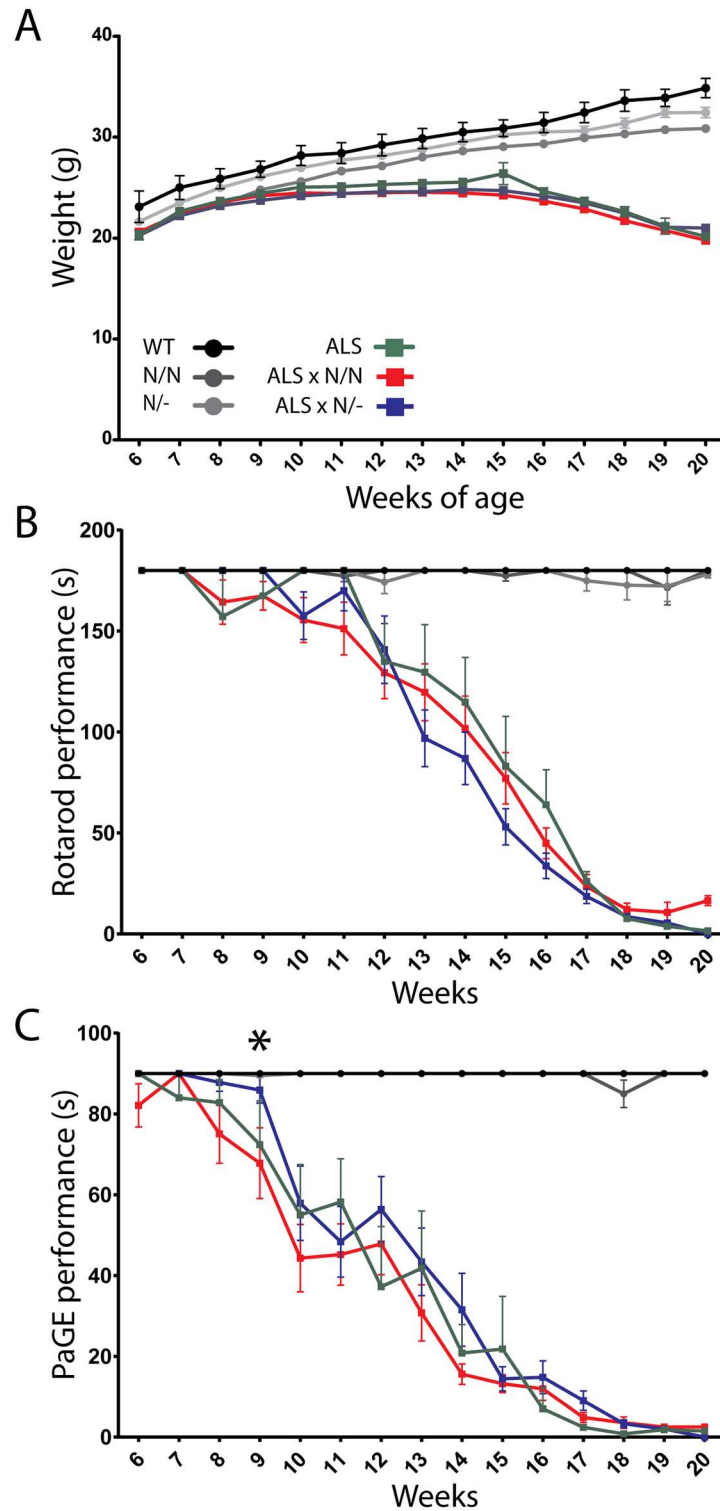 A
Weight (g)
40
30
20
10
0
WT
N/N
N/-
ALS
ALS x N/N
ALS x N/-
6 7 8 9 10 11 12 13 14 15 16 17 18 19 20
Weeks of age
B
Rotarod performance (s)
200
150
100
50
0
6 7 8 9 10 11 12 13 14 15 16 17 18 19 20
Weeks
C
PaGE performance (s)
100
80
60
40
20
0
*
6 7 8 9 10 11 12 13 14 15 16 17 18 19 20
Weeks